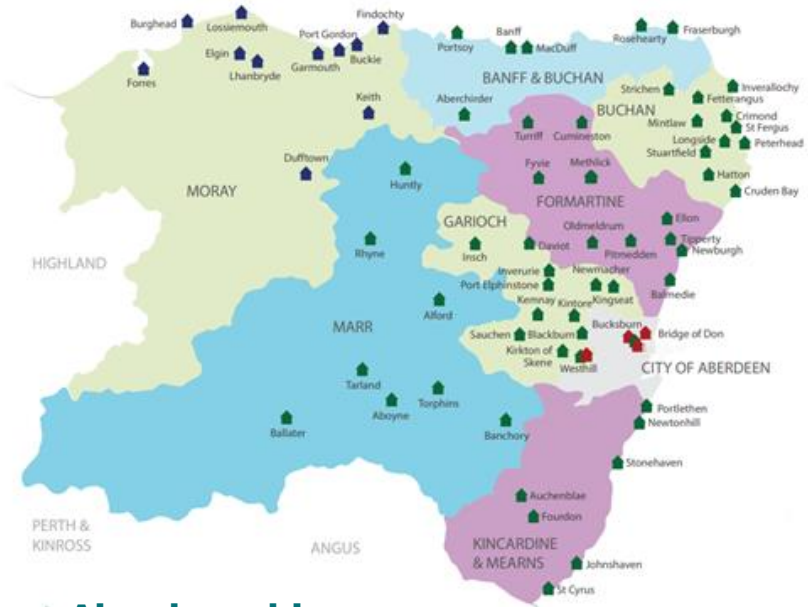 Findochty
Lossiemouth
Burghead
Port Gordon
Banff
Rosehearty
Fraserburgh
Elgin
Buckie
Portsoy
MacDuff
Garmouth
Lhanbryde
Forres
BANFF & BUCHAN
Strichen
Inverallochy
Keith
Aberchirder
Fetterangus
BUCHAN
Crimond
Mintlaw
St Fergus
Turriff
Cumineston
Longside
Peterhead
Stuartfield
Dufftown
Fyvie
Methlick
Huntly
Hatton
MORAY
Cruden Bay
FORMARTINE
GARIOCH
Ellon
Oldmeldrum
Rhyne
Insch
Daviot
Tipperty
Pitmedden
Newburgh
HIGHLAND
Inverurie
Newmacher
Port Elphinstone
Balmedie
Kemnay
Kintore
Kingseat
Alford
Bucksburn
MARR
Sauchen
Blackburn
Bridge of Don
Kirkton of
Skene
Westhill
CITY OF ABERDEEN
Tarland
Aboyne
Torphins
Portlethen
Newtonhill
Ballater
Banchory
Stonehaven
Auchenblae
PERTH &
KINROSS
Fourdon
ANGUS
KINCARDINE
& MEARNS
Johnshaven
St Cyrus